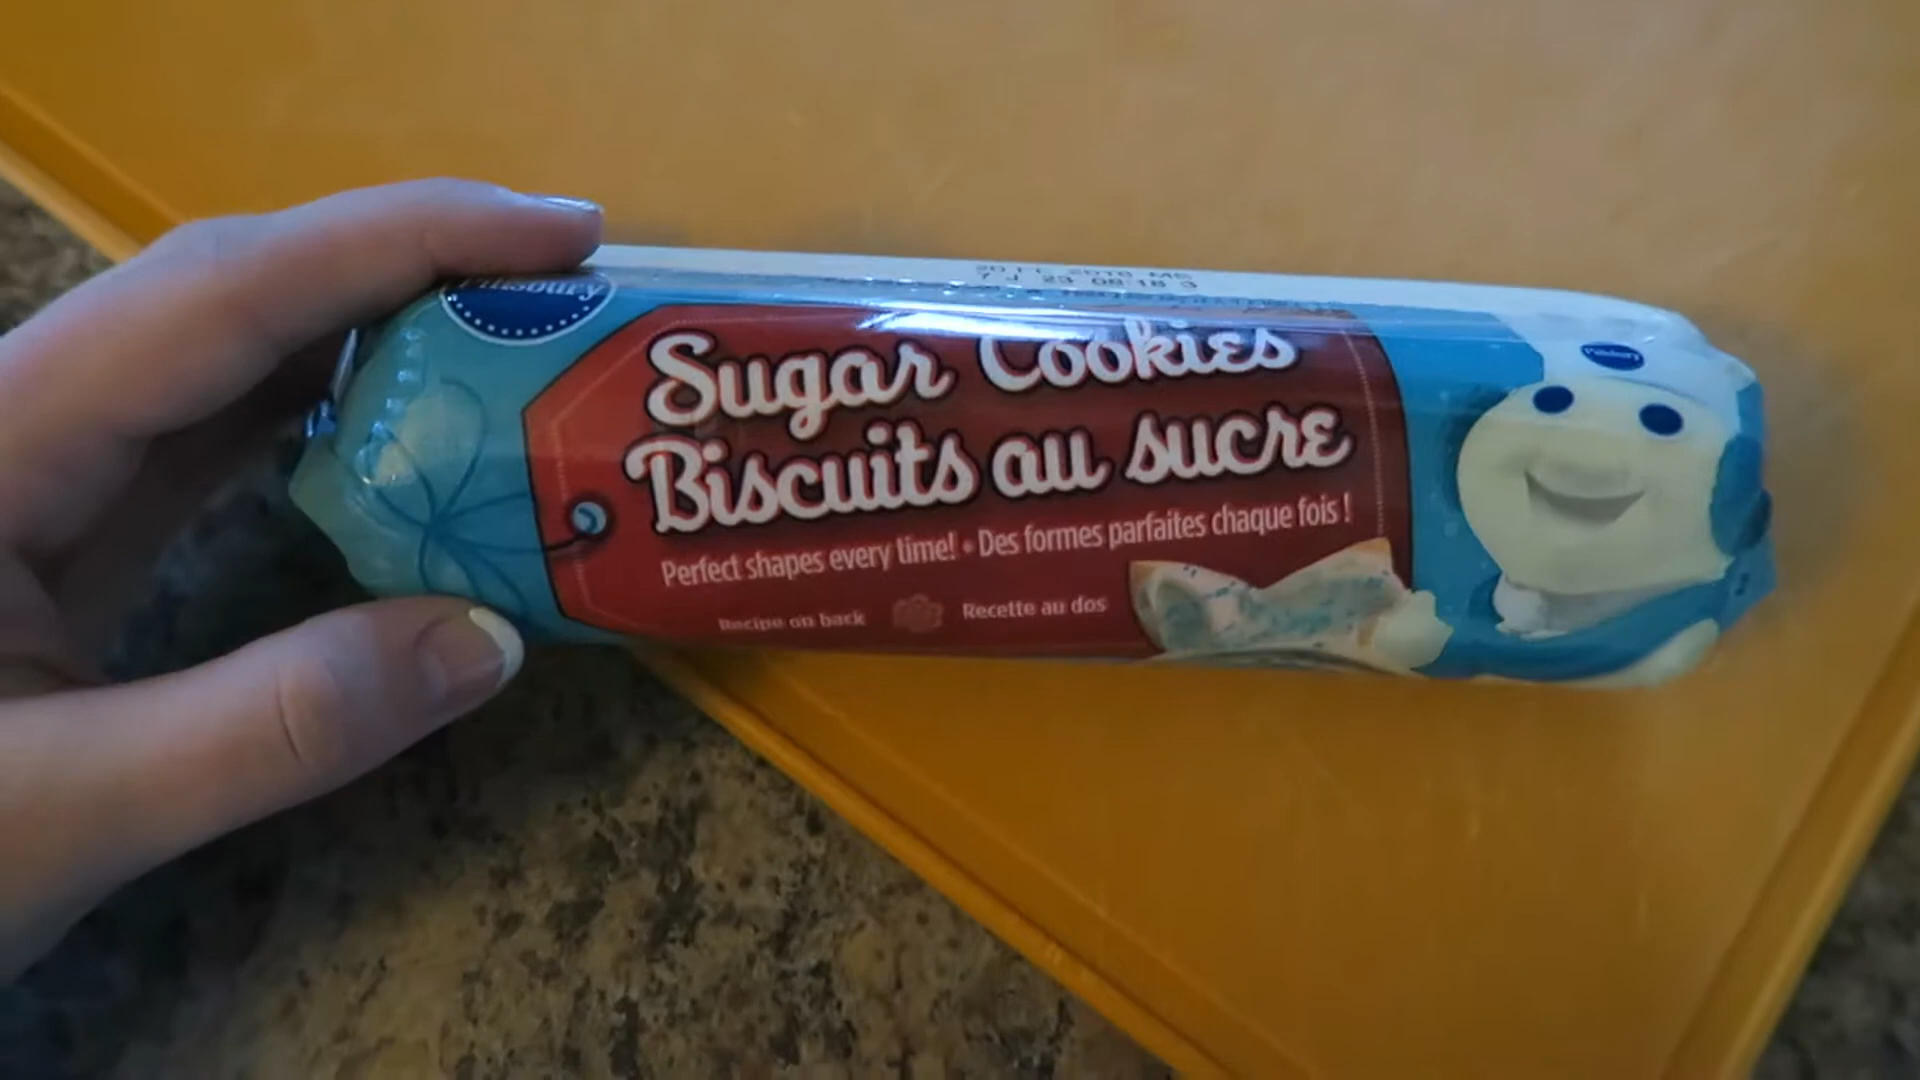 Pillsbury
Sugar Cookies
Biscuits au sucre
Perfect shapes every time! • Des formes parfaites chaque fois !
Recipe on back Recette au dos
Pillsbury